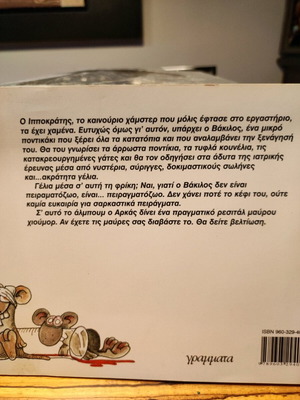 Ο Ιπποκράτης, το καινούριο χάμστερ που μόλις έφτασε στο εργαστήριο,
τα έχει χαμένα. Ευτυχώς όμως γι' αυτόν, υπάρχει ο Βάκιλος, ένα μικρό
ποντικάκι που ξέρει όλα τα κατατόπια και που αναλαμβάνει την ξενάγησή
του. Θα του γνωρίσει τα άρρωστα ποντίκια, τα τυφλά κουνέλια, τις
κατακρεουργημένες γάτες και θα τον οδηγήσει στα άδυτα της ιατρικής
έρευνας μέσα από νυστέρια, σύριγγες, δοκιμαστικούς σωλήνες
και...ακράτητα γέλια.
Γέλια μέσα σ' αυτή τη φρίκη; Ναι, γιατί ο Βάκιλος δεν είναι
πειραματόζωο, είναι... πειραγματόζωο. Δεν χάνει ποτέ το κέφι του, ούτε
καμία ευκαιρία για σαρκαστικά πειράγματα.
Σ' αυτό το άλμπουμ ο Αρκάς δίνει ένα πραγματικό ρεσιτάλ μαύρου
χιούμορ. Αν έχετε τις μαύρες σας διαβάστε το. Θα δείτε βελτίωση.
ISBN 960-329-4
γράμματα